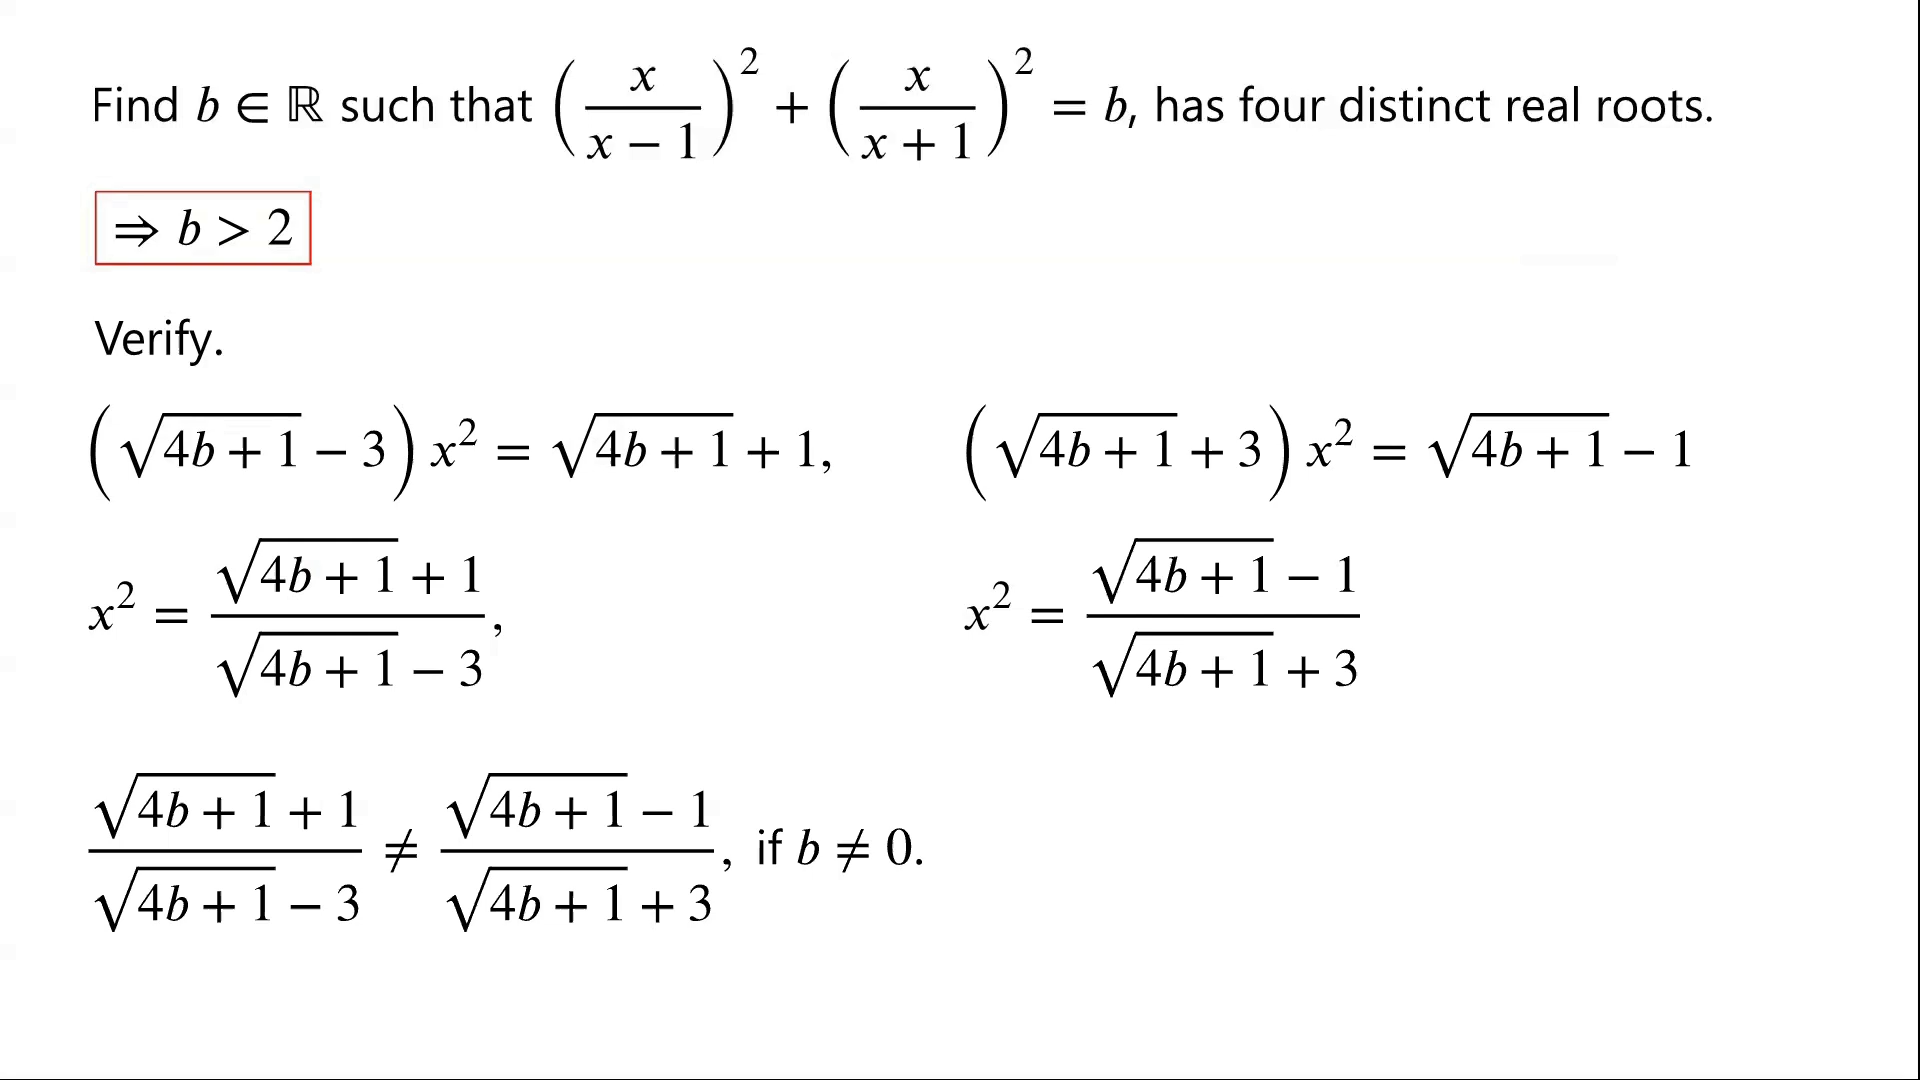 Find b ∈ ℝ such that (x/(x − 1))² + (x/(x + 1))² = b, has four distinct real roots.
⇒ b > 2
Verify.
(√(4b + 1) − 3) x² = √(4b + 1) + 1, (√(4b + 1) + 3) x² = √(4b + 1) − 1
x² = (√(4b + 1) + 1)/(√(4b + 1) − 3), x² = (√(4b + 1) − 1)/(√(4b + 1) + 3)
(√(4b + 1) + 1)/(√(4b + 1) − 3) ≠ (√(4b + 1) − 1)/(√(4b + 1) + 3), if b ≠ 0.